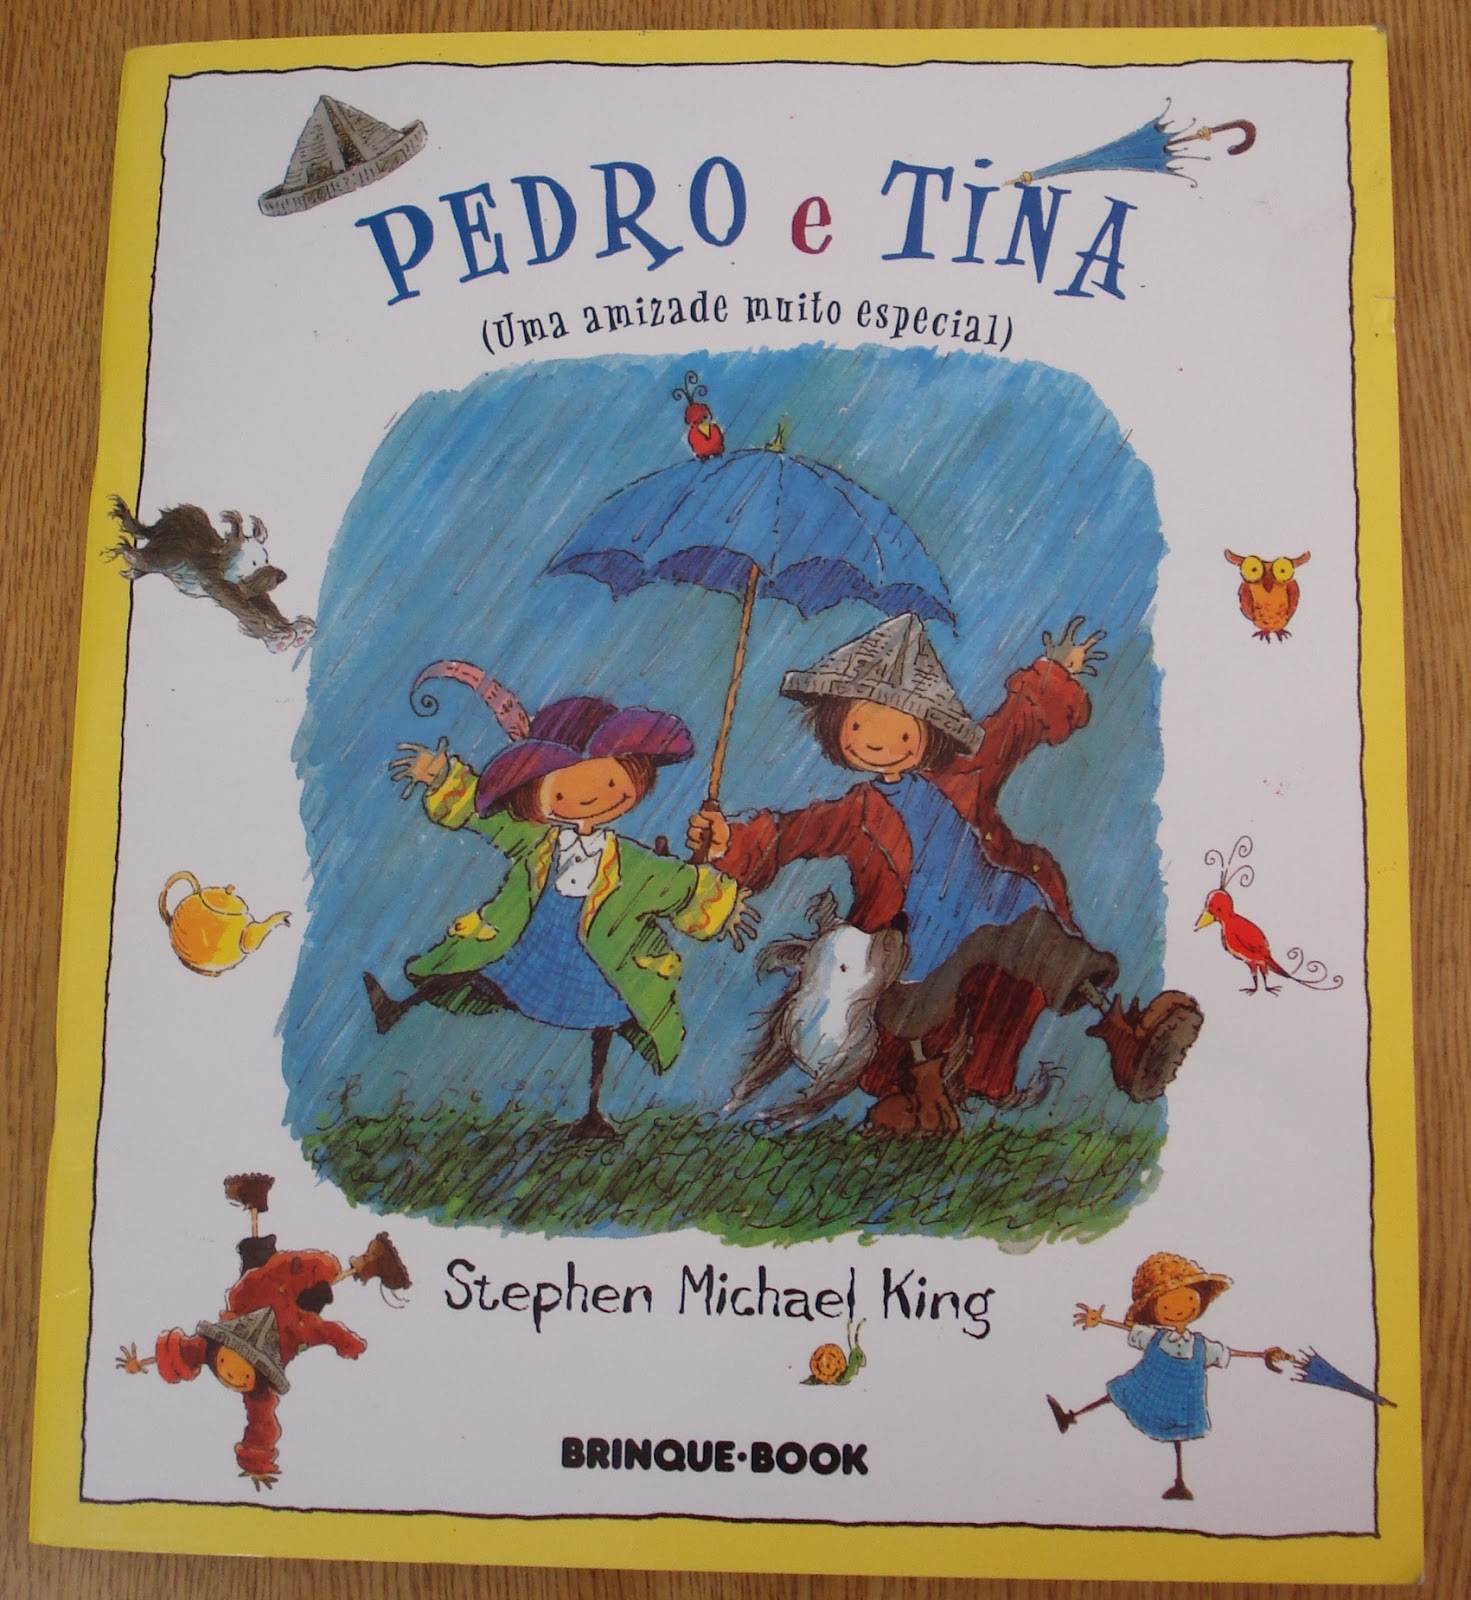 PEDRO e TINA
(Uma amizade muito especial)
Stephen Michael King
BRINQUE·BOOK